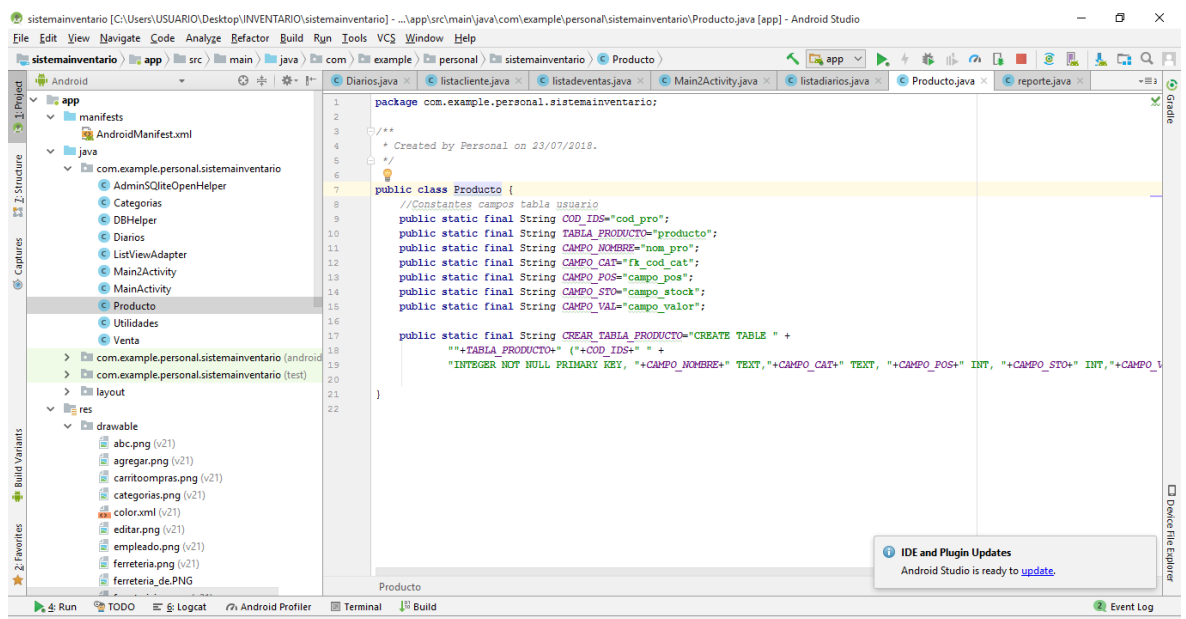 sistemainventario [C:\Users\USUARIO\Desktop\INVENTARIO\sistemainventario] - ...\app\src\main\java\com\example\personal\sistemainventario\Producto.java [app] - Android Studio
File Edit View Navigate Code Analyze Refactor Build Run Tools VCS Window Help
sistemainventario app src main java com example personal sistemainventario Producto
app
Android
Diarios.java listacliente.java listadeventas.java Main2Activity.java listadiarios.java Producto.java reporte.java
1: Project
Z: Structure
Captures
Build Variants
2: Favorites
app
manifests
AndroidManifest.xml
java
com.example.personal.sistemainventario
AdminSQliteOpenHelper
Categorias
DBHelper
Diarios
ListViewAdapter
Main2Activity
MainActivity
Producto
Utilidades
Venta
com.example.personal.sistemainventario (android
com.example.personal.sistemainventario (test)
layout
res
drawable
abc.png (v21)
agregar.png (v21)
carritoompras.png (v21)
categorias.png (v21)
color.xml (v21)
editar.png (v21)
empleado.png (v21)
ferreteria.png (v21)
ferreteria_de.PNG
1 package com.example.personal.sistemainventario;
2
3 /**
4 * Created by Personal on 23/07/2018.
5 */
6
7 public class Producto {
8 //Constantes campos tabla usuario
9 public static final String COD_IDS="cod_pro";
10 public static final String TABLA_PRODUCTO="producto";
11 public static final String CAMPO_NOMBRE="nom_pro";
12 public static final String CAMPO_CAT="fk_cod_cat";
13 public static final String CAMPO_POS="campo_pos";
14 public static final String CAMPO_STO="campo_stock";
15 public static final String CAMPO_VAL="campo_valor";
16
17 public static final String CREAR_TABLA_PRODUCTO="CREATE TABLE " +
18 ""+TABLA_PRODUCTO+" ("+COD_IDS+" " +
19 "INTEGER NOT NULL PRIMARY KEY, "+CAMPO_NOMBRE+" TEXT,"+CAMPO_CAT+" TEXT, "+CAMPO_POS+" INT, "+CAMPO_STO+" INT,"+CAMPO_V
20
21 }
22
Producto
Gradle
Device File Explorer
IDE and Plugin Updates
Android Studio is ready to update.
4: Run TODO 6: Logcat Android Profiler Terminal Build 2 Event Log